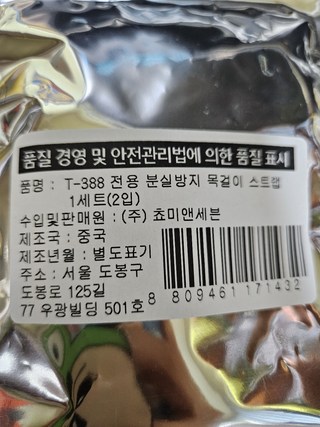 품질 경영 및 안전관리법에 의한 품질 표시
품명 : T-388 전용 분실방지 목걸이 스트랩
1세트(2입)
수입및판매원 : (주) 쵸미앤세븐
제조국 : 중국
제조년월 : 별도표기
주소 : 서울 도봉구
도봉로 125길
77 우광빌딩 501호
8 809461 171432